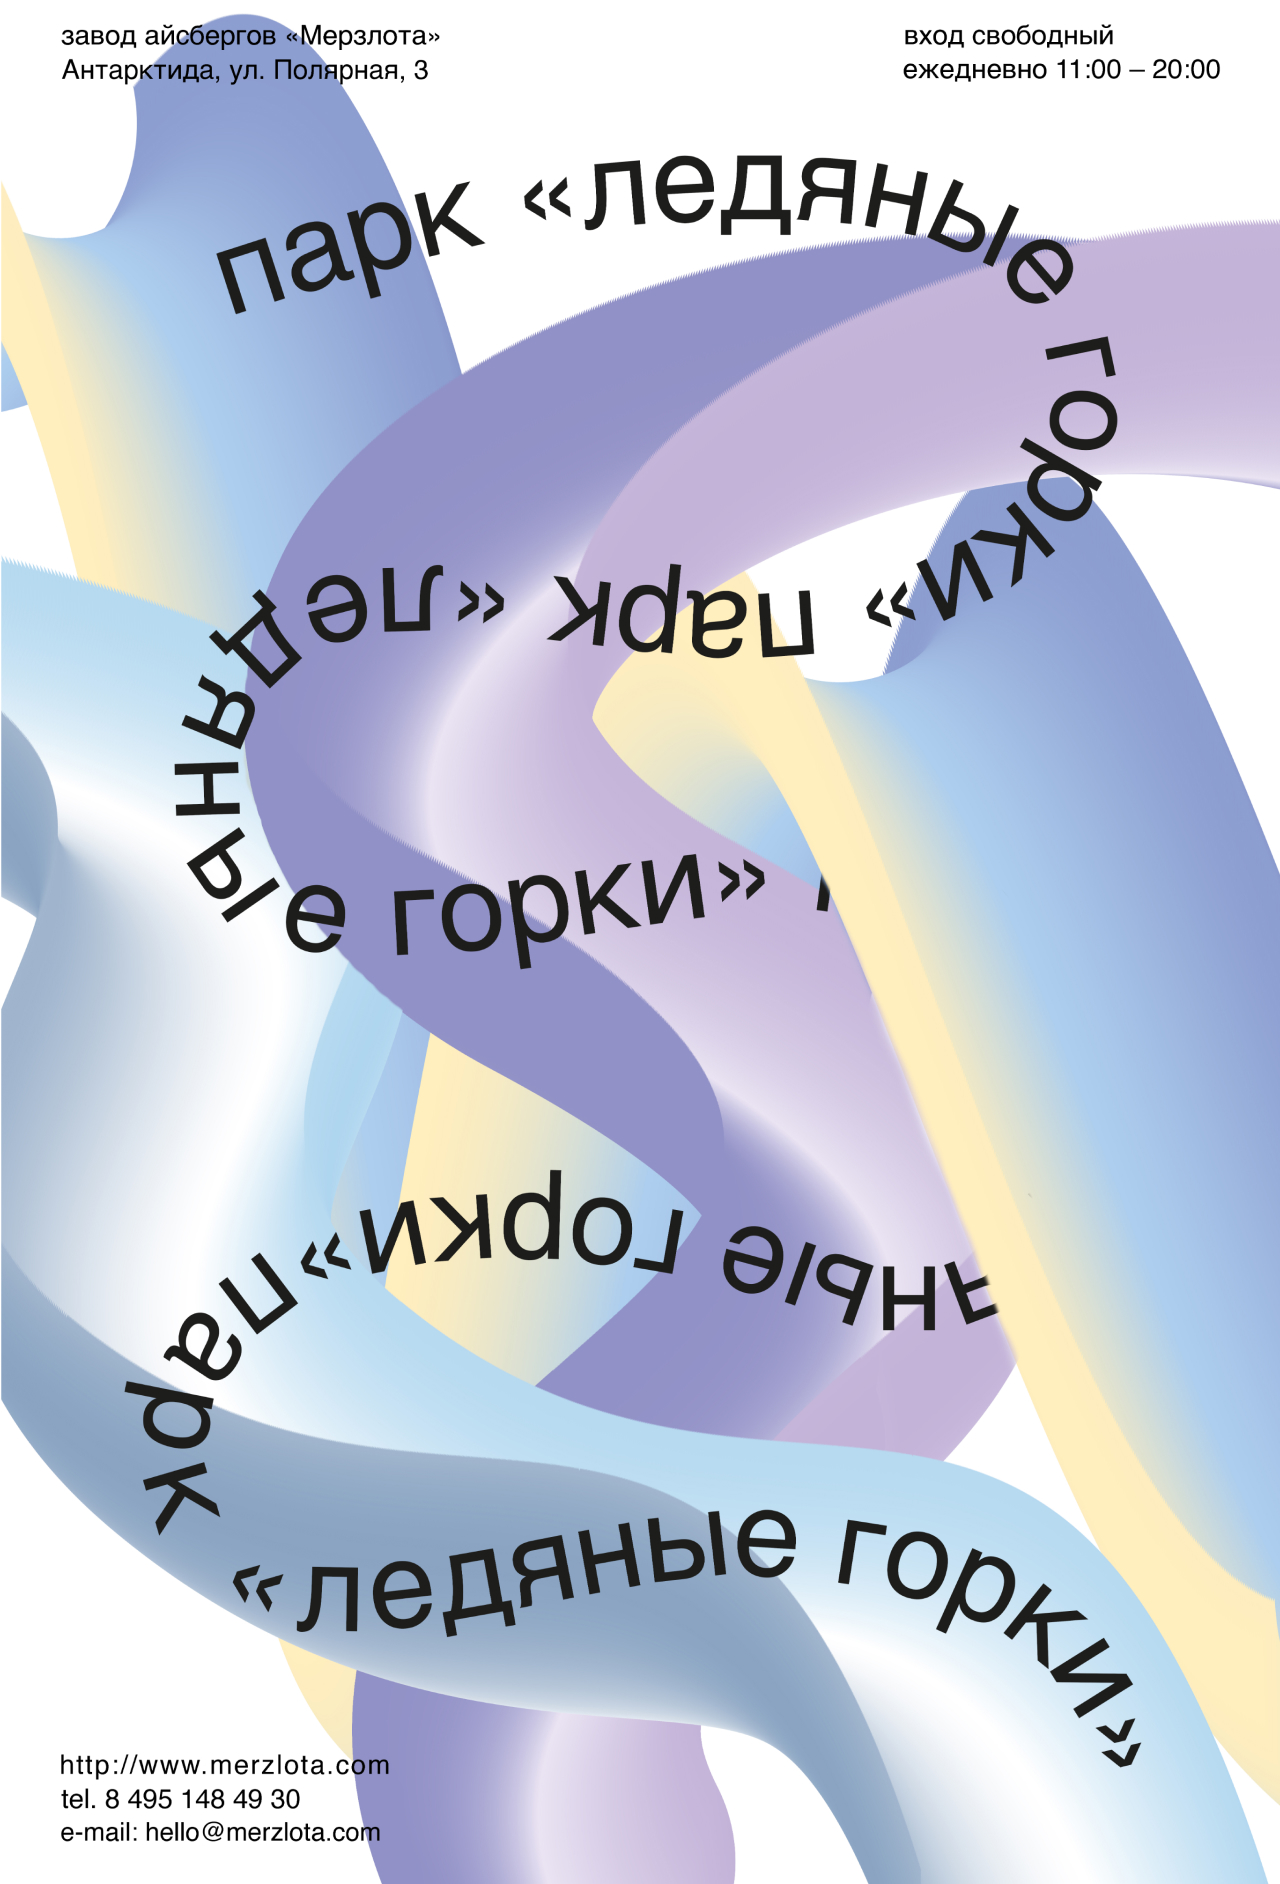 завод айсбергов «Мерзлота»
Антарктида, ул. Полярная, 3
вход свободный
ежедневно 11:00 – 20:00
парк «ледяные горки» парк «ледяные горки»
яные горки» парк «ледяные горки»
http://www.merzlota.com
tel. 8 495 148 49 30
e-mail: hello@merzlota.com